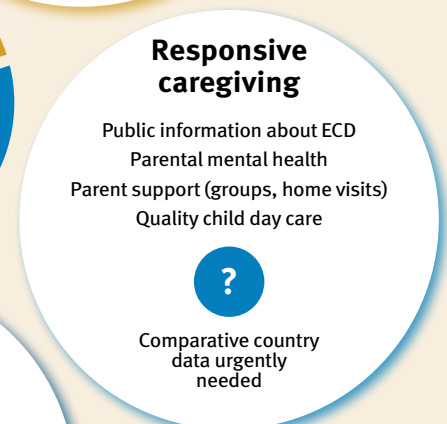 Responsive
caregiving
Public information about ECD
Parental mental health
Parent support (groups, home visits)
Quality child day care
?
Comparative country
data urgently
needed